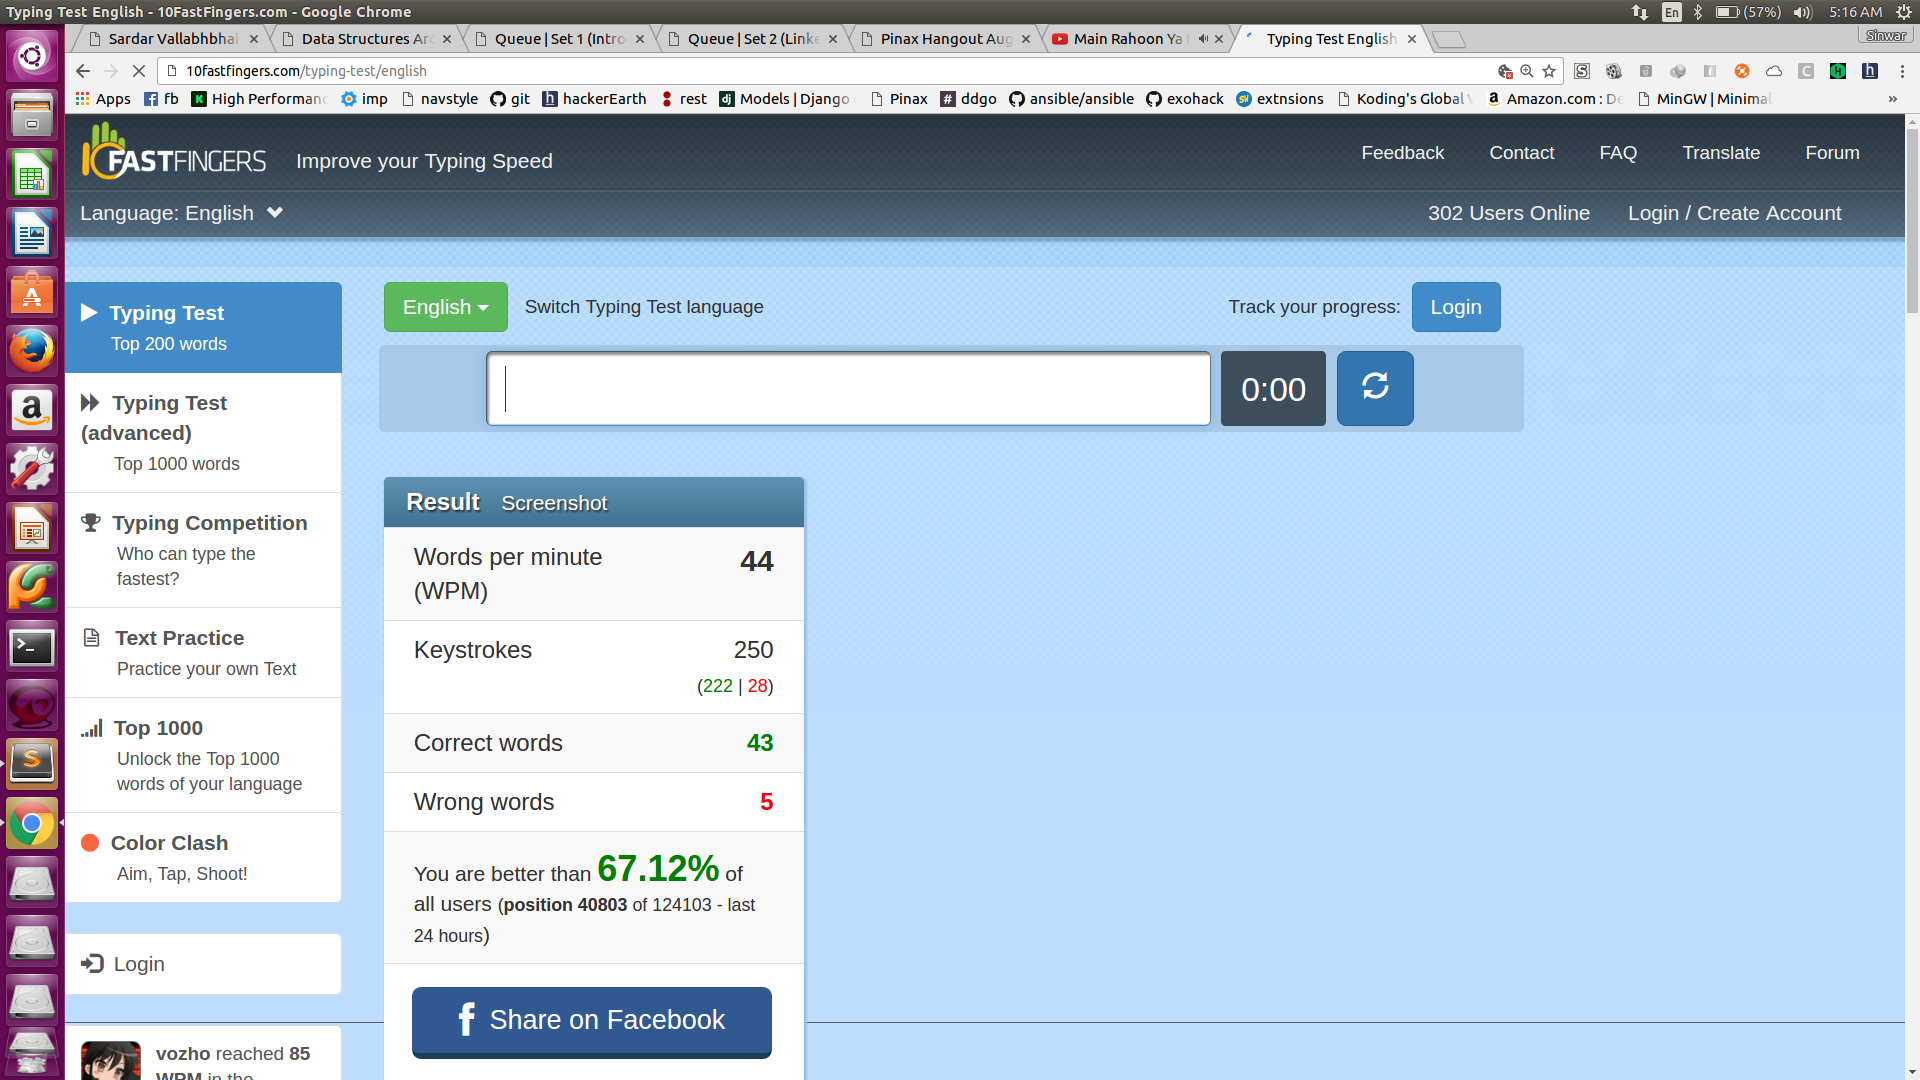 Typing Test English - 10FastFingers.com - Google Chrome
En (57%) 5:16 AM
Sardar Vallabhbhai
Data Structures Arc
Queue | Set 1 (Intro
Queue | Set 2 (Linke
Pinax Hangout Aug
Main Rahoon Ya
Typing Test English
Sinwar
10fastfingers.com/typing-test/english
Apps fb High Performanc imp navstyle git hackerEarth rest Models | Django Pinax ddgo ansible/ansible exohack extnsions Koding's Global Amazon.com : De MinGW | Minimal »
FASTFINGERS
Improve your Typing Speed
Feedback Contact FAQ Translate Forum
Language: English
302 Users Online Login / Create Account
Typing Test
Top 200 words
Typing Test
(advanced)
Top 1000 words
Typing Competition
Who can type the
fastest?
Text Practice
Practice your own Text
Top 1000
Unlock the Top 1000
words of your language
Color Clash
Aim, Tap, Shoot!
Login
vozho reached 85
WPM in the
English Switch Typing Test language
Track your progress: Login
0:00
Result Screenshot
Words per minute
(WPM) 44
Keystrokes 250
(222 | 28)
Correct words 43
Wrong words 5
You are better than 67.12% of
all users (position 40803 of 124103 - last
24 hours)
f Share on Facebook